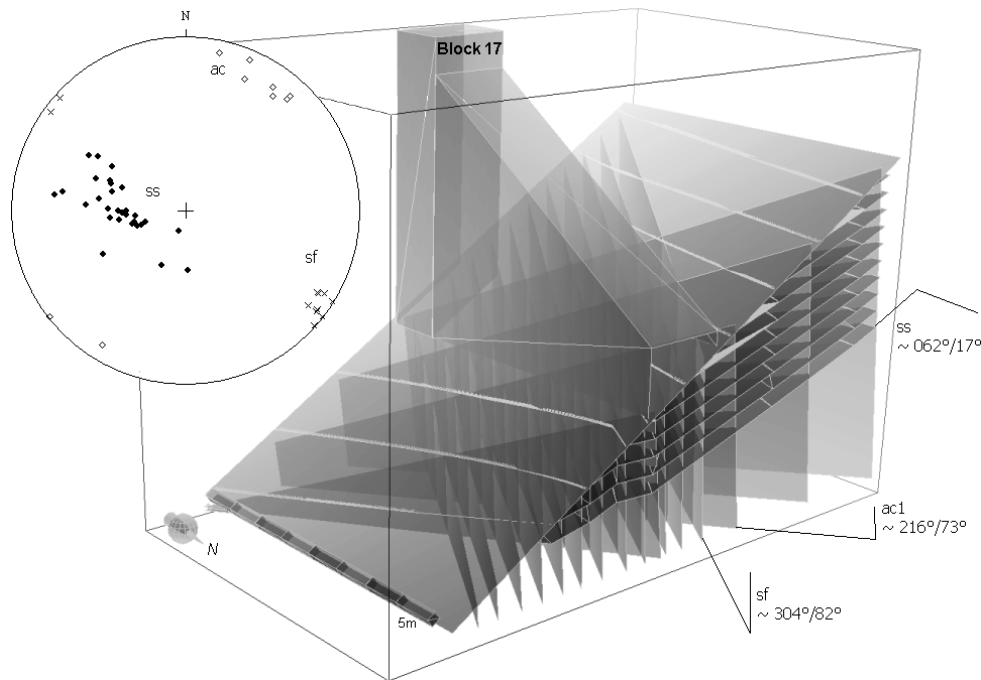 N
ac
ss
sf
Block 17
ss
~ 062°/17°
ac1
~ 216°/73°
sf
~ 304°/82°
5m
N